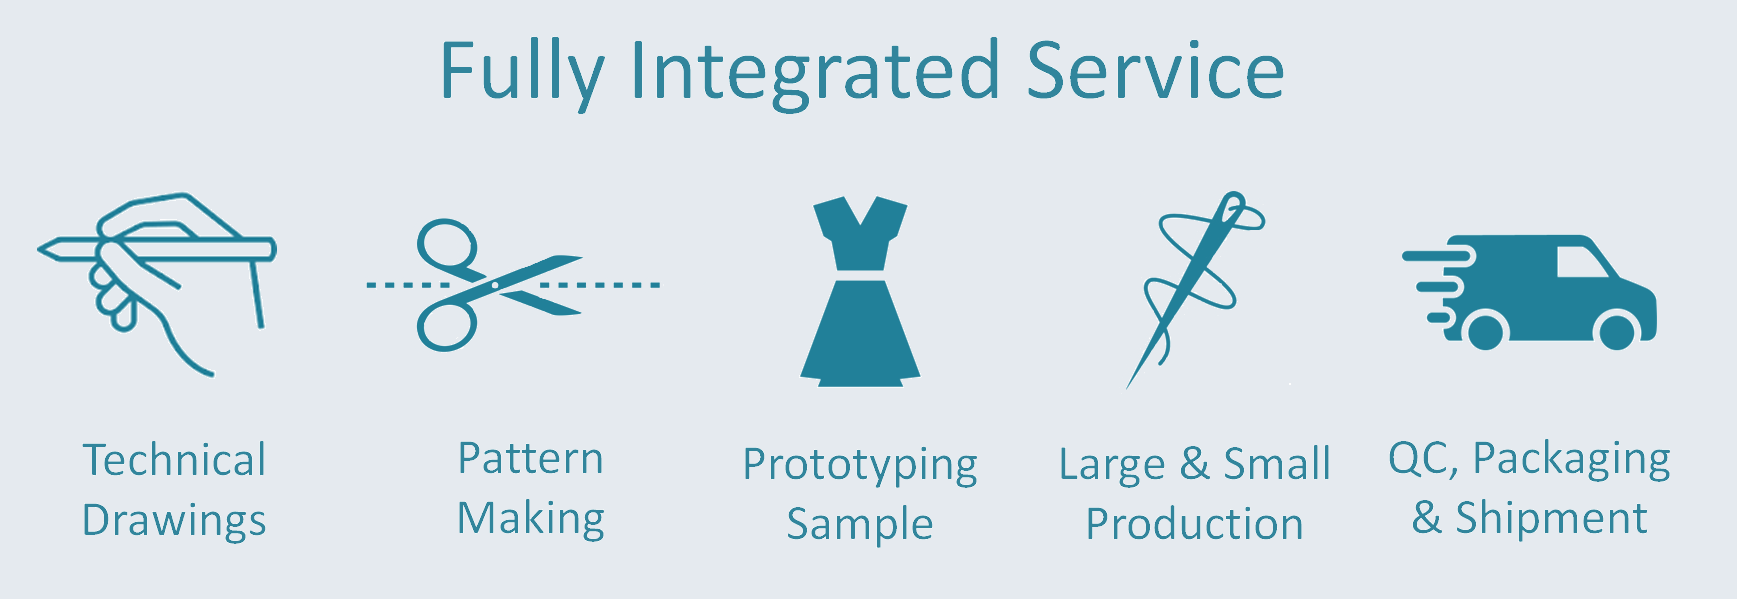 Fully Integrated Service
Technical
Drawings
Pattern
Making
Prototyping
Sample
Large & Small
Production
QC, Packaging
& Shipment